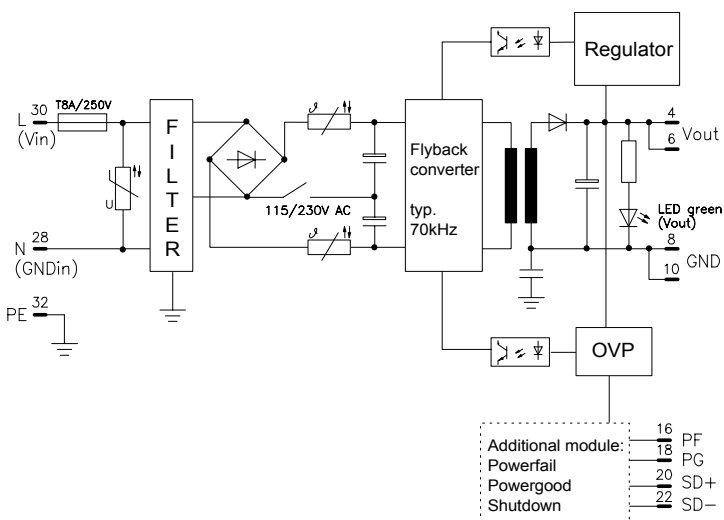 Regulator
30
T8A/250V
L
(Vin)
F
I
L
T
E
R
ϑ
4
Vout
6
Flyback
converter
typ.
70kHz
I
U
115/230V AC
LED green
(Vout)
28
N
(GNDin)
ϑ
8
GND
10
32
PE
OVP
Additional module:
Powerfail
Powergood
Shutdown
16
PF
18
PG
20
SD+
22
SD-